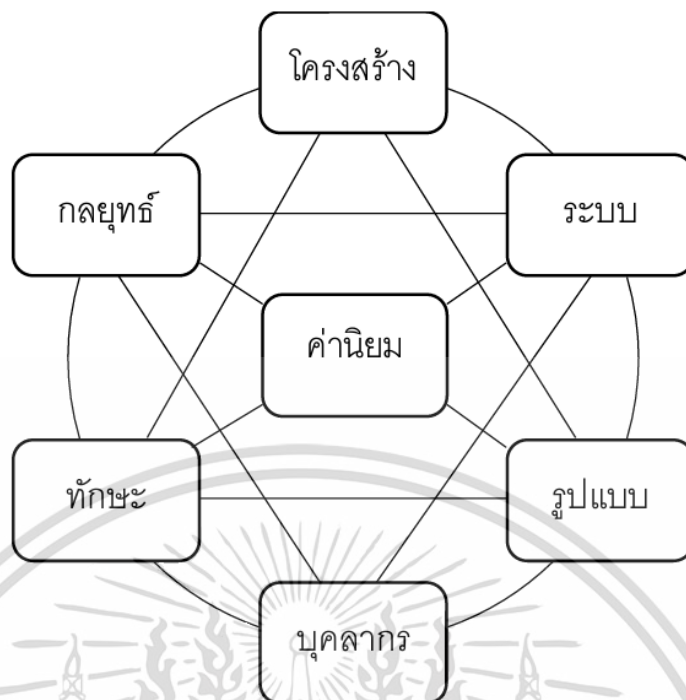 โครงสร้าง
กลยุทธ์
ระบบ
ค่านิยม
ทักษะ
รูปแบบ
บุคลากร